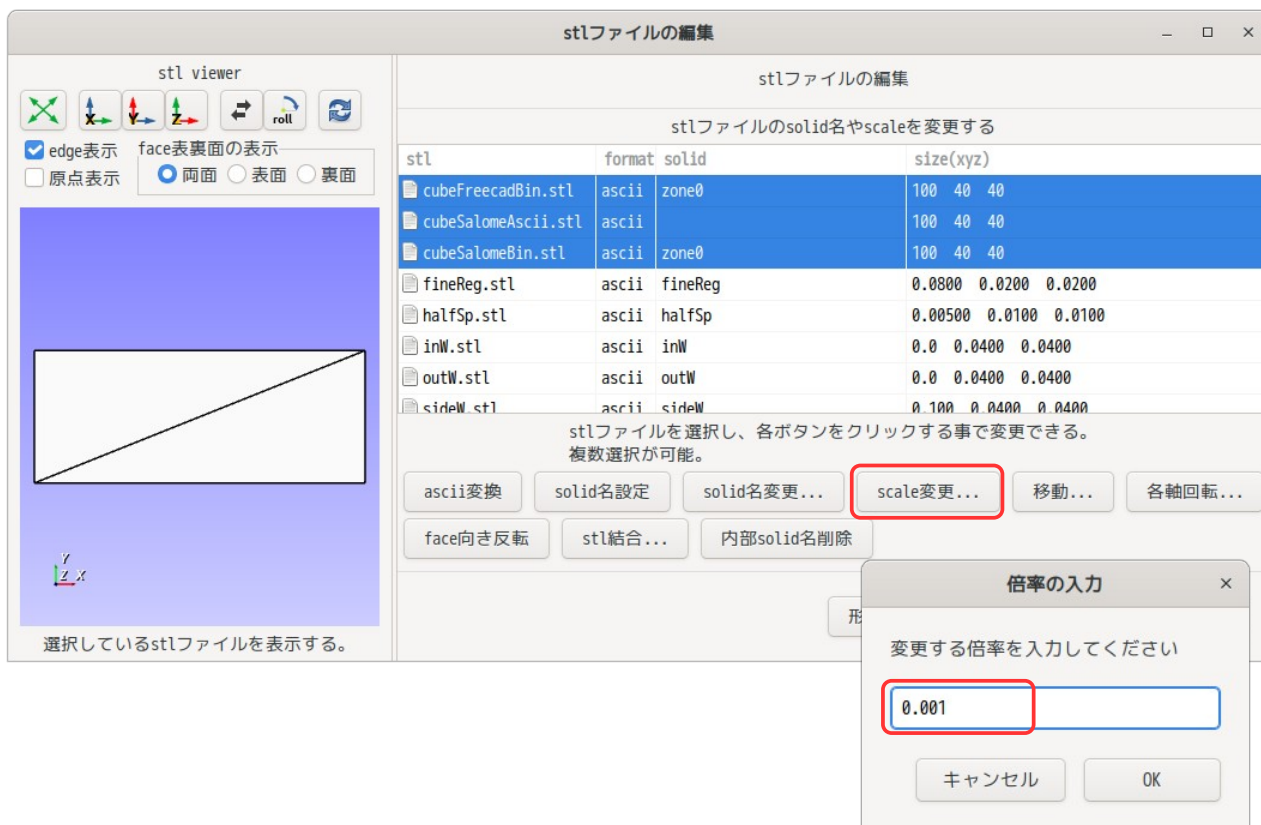 stlファイルの編集
stl viewer
X Y Z roll
edge表示
原点表示
face表裏面の表示
両面 表面 裏面
Y
Z X
選択しているstlファイルを表示する。
stlファイルの編集
stlファイルのsolid名やscaleを変更する
stl format solid size(xyz)
cubeFreecadBin.stl ascii zone0 100 40 40
cubeSalomeAscii.stl ascii 100 40 40
cubeSalomeBin.stl ascii zone0 100 40 40
fineReg.stl ascii fineReg 0.0800 0.0200 0.0200
halfSp.stl ascii halfSp 0.00500 0.0100 0.0100
inW.stl ascii inW 0.0 0.0400 0.0400
outW.stl ascii outW 0.0 0.0400 0.0400
sideW.stl ascii sideW 0.100 0.0400 0.0400
stlファイルを選択し、各ボタンをクリックする事で変更できる。
複数選択が可能。
ascii変換 solid名設定 solid名変更... scale変更... 移動... 各軸回転...
face向き反転 stl結合... 内部solid名削除
形
倍率の入力
変更する倍率を入力してください
0.001
キャンセル OK